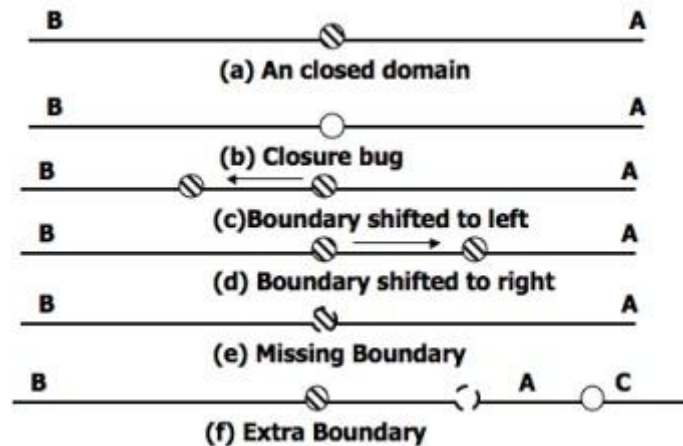 B A
(a) An closed domain
B A
(b) Closure bug
B A
(c)Boundary shifted to left
B A
(d) Boundary shifted to right
B A
(e) Missing Boundary
B A C
(f) Extra Boundary